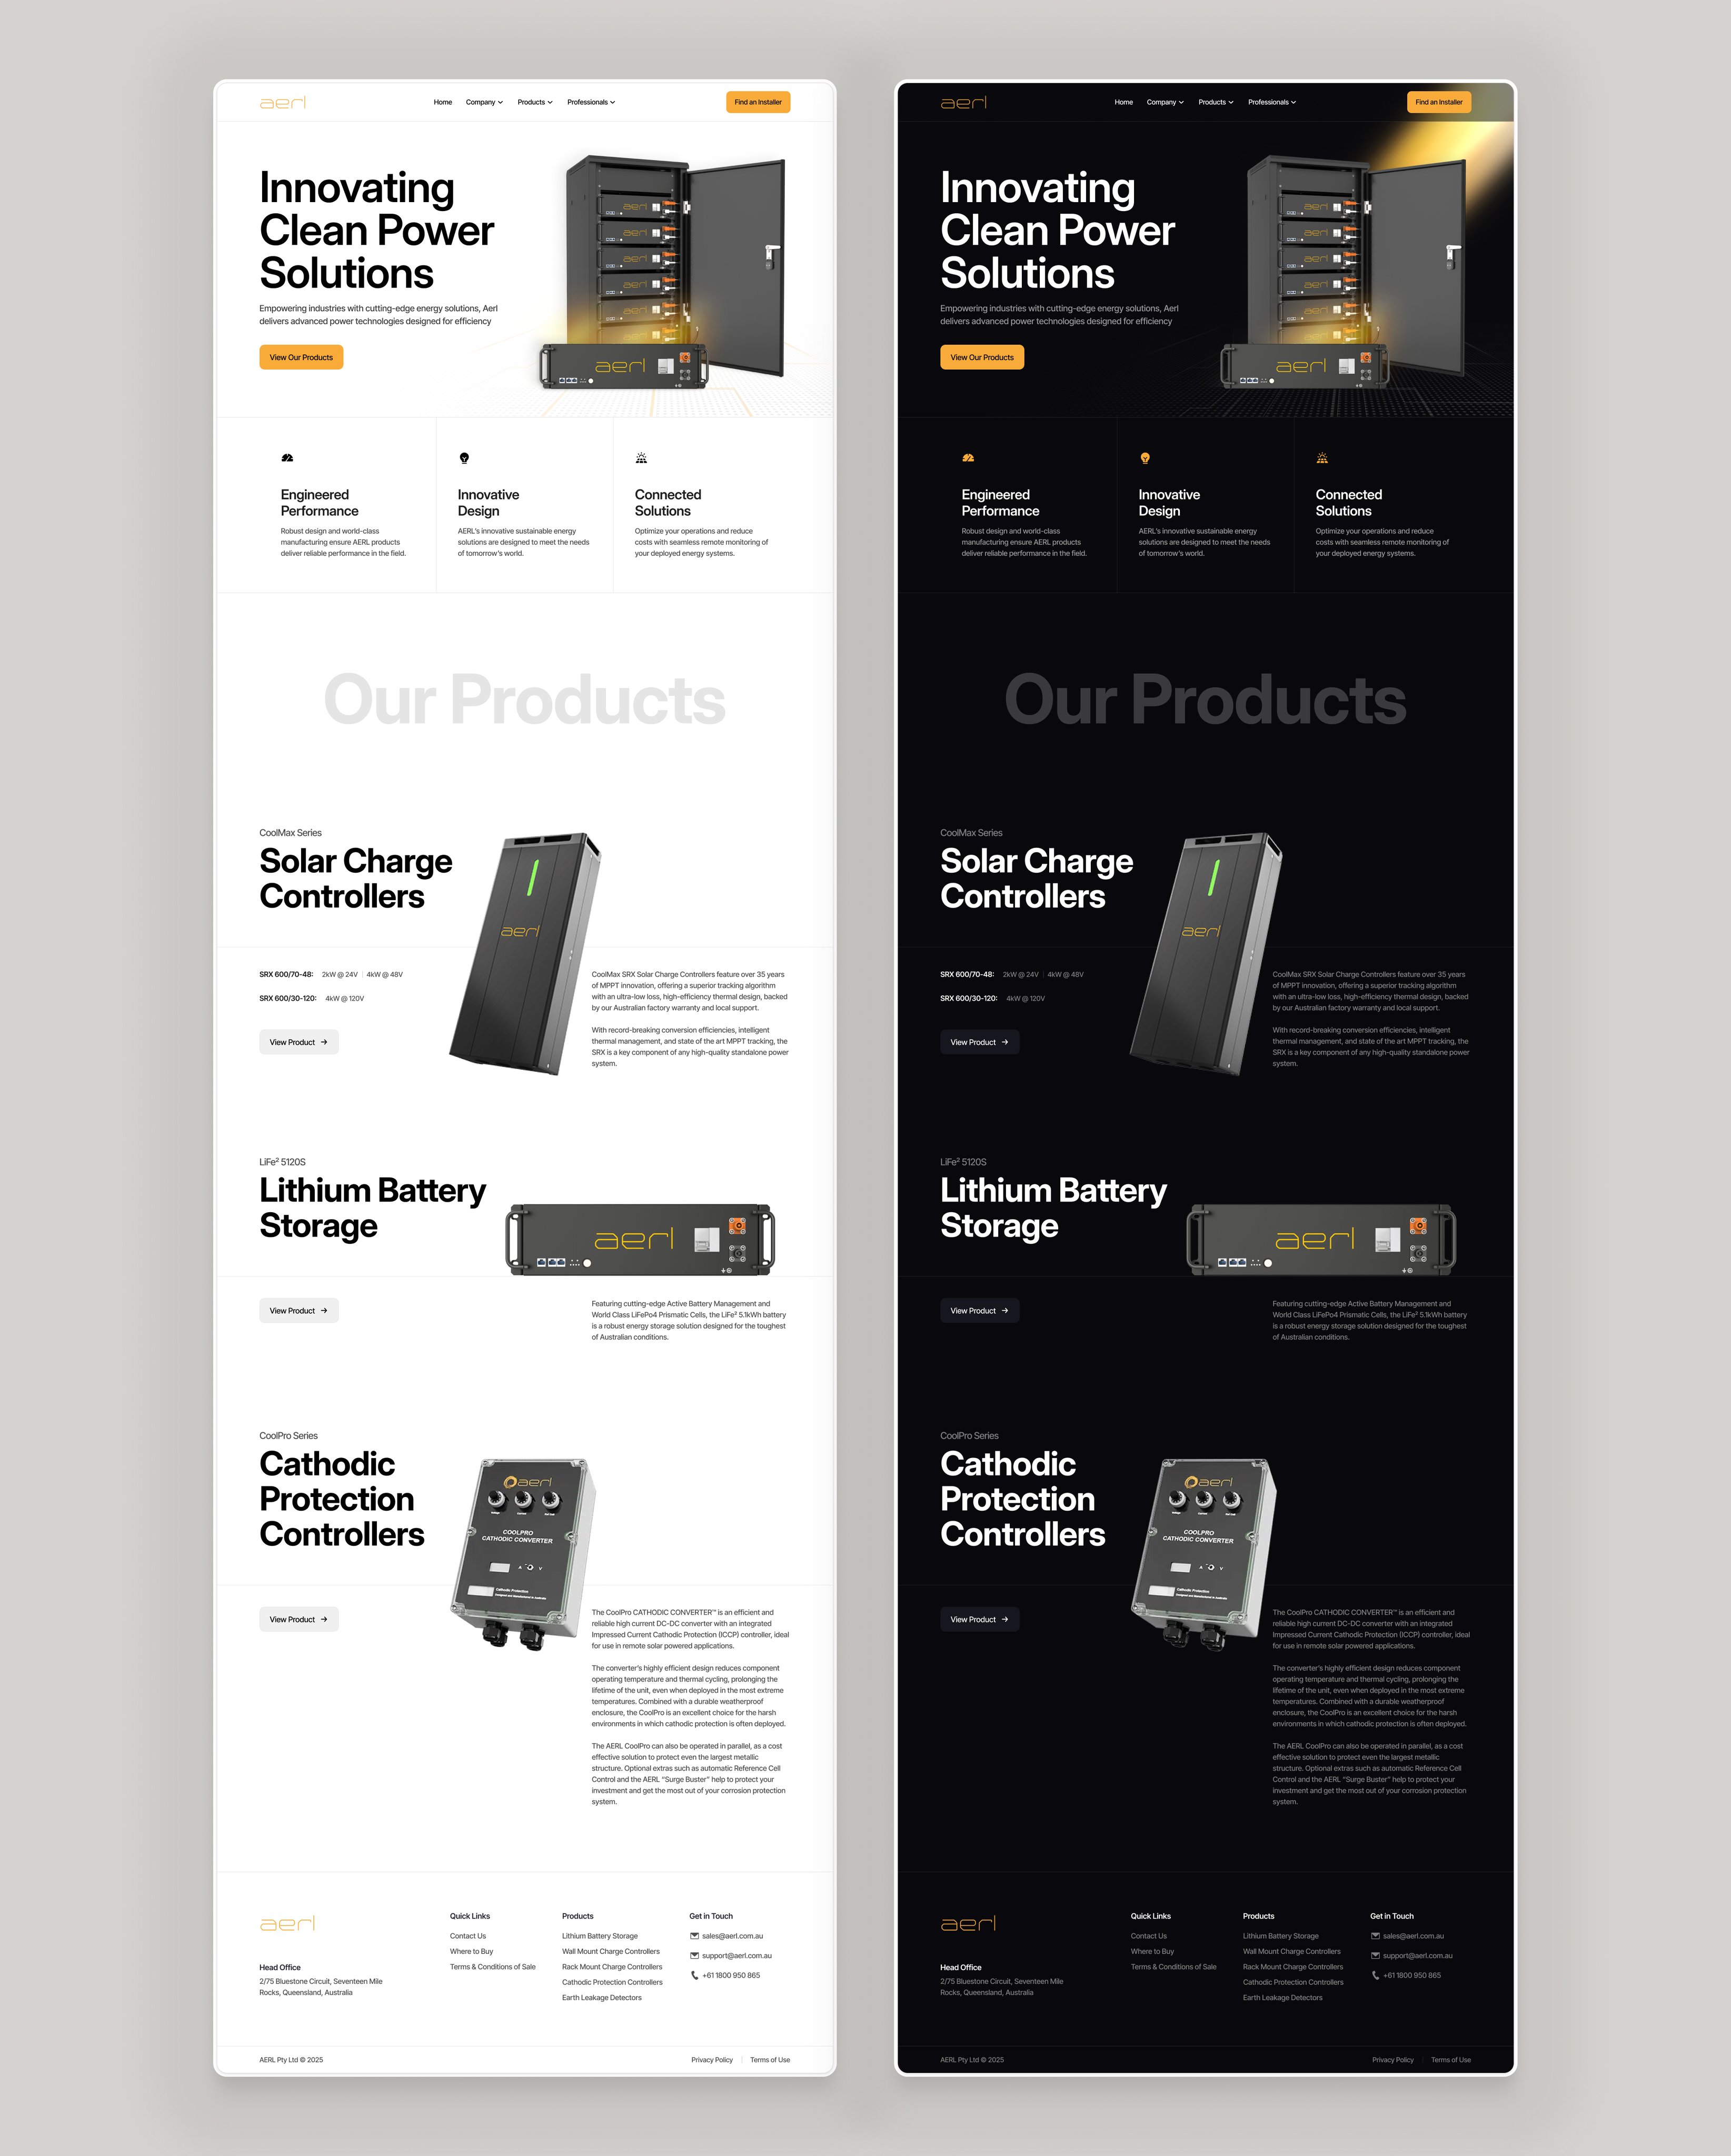 aerl
Home Company Products Professionals
Find an Installer
Innovating
Clean Power
Solutions
Empowering industries with cutting-edge energy solutions, Aerl
delivers advanced power technologies designed for efficiency
View Our Products
aerl
aerl
aerl
aerl
aerl
aerl
aerl
Engineered
Performance
Robust design and world-class
manufacturing ensure AERL products
deliver reliable performance in the field.
Innovative
Design
AERL's innovative sustainable energy
solutions are designed to meet the needs
of tomorrow's world.
Connected
Solutions
Optimize your operations and reduce
costs with seamless remote monitoring of
your deployed energy systems.
Our Products
CoolMax Series
Solar Charge
Controllers
aerl
SRX 600/70-48: 2kW @ 24V | 4kW @ 48V
SRX 600/30-120: 4kW @ 120V
View Product →
CoolMax SRX Solar Charge Controllers feature over 35 years
of MPPT innovation, offering a superior tracking algorithm
with an ultra-low loss, high-efficiency thermal design, backed
by our Australian factory warranty and local support.
With record-breaking conversion efficiencies, intelligent
thermal management, and state of the art MPPT tracking, the
SRX is a key component of any high-quality standalone power
system.
LiFe² 5120S
Lithium Battery
Storage
aerl
View Product →
Featuring cutting-edge Active Battery Management and
World Class LiFePo4 Prismatic Cells, the LiFe² 5.1kWh battery
is a robust energy storage solution designed for the toughest
of Australian conditions.
CoolPro Series
Cathodic
Protection
Controllers
aerl
COOLPRO
CATHODIC CONVERTER
A V
Cathodic Protection
Designed and Manufactured in Australia
View Product →
The CoolPro CATHODIC CONVERTER™ is an efficient and
reliable high current DC-DC converter with an integrated
Impressed Current Cathodic Protection (ICCP) controller, ideal
for use in remote solar powered applications.
The converter's highly efficient design reduces component
operating temperature and thermal cycling, prolonging the
lifetime of the unit, even when deployed in the most extreme
temperatures. Combined with a durable weatherproof
enclosure, the CoolPro is an excellent choice for the harsh
environments in which cathodic protection is often deployed.
The AERL CoolPro can also be operated in parallel, as a cost
effective solution to protect even the largest metallic
structure. Optional extras such as automatic Reference Cell
Control and the AERL "Surge Buster" help to protect your
investment and get the most out of your corrosion protection
system.
aerl
Head Office
2/75 Bluestone Circuit, Seventeen Mile
Rocks, Queensland, Australia
Quick Links
Contact Us
Where to Buy
Terms & Conditions of Sale
Products
Lithium Battery Storage
Wall Mount Charge Controllers
Rack Mount Charge Controllers
Cathodic Protection Controllers
Earth Leakage Detectors
Get in Touch
sales@aerl.com.au
support@aerl.com.au
+61 1800 950 865
AERL Pty Ltd © 2025
Privacy Policy | Terms of Use
aerl
Home Company Products Professionals
Find an Installer
Innovating
Clean Power
Solutions
Empowering industries with cutting-edge energy solutions, Aerl
delivers advanced power technologies designed for efficiency
View Our Products
aerl
aerl
aerl
aerl
aerl
aerl
aerl
Engineered
Performance
Robust design and world-class
manufacturing ensure AERL products
deliver reliable performance in the field.
Innovative
Design
AERL's innovative sustainable energy
solutions are designed to meet the needs
of tomorrow's world.
Connected
Solutions
Optimize your operations and reduce
costs with seamless remote monitoring of
your deployed energy systems.
Our Products
CoolMax Series
Solar Charge
Controllers
aerl
SRX 600/70-48: 2kW @ 24V | 4kW @ 48V
SRX 600/30-120: 4kW @ 120V
View Product →
CoolMax SRX Solar Charge Controllers feature over 35 years
of MPPT innovation, offering a superior tracking algorithm
with an ultra-low loss, high-efficiency thermal design, backed
by our Australian factory warranty and local support.
With record-breaking conversion efficiencies, intelligent
thermal management, and state of the art MPPT tracking, the
SRX is a key component of any high-quality standalone power
system.
LiFe² 5120S
Lithium Battery
Storage
aerl
View Product →
Featuring cutting-edge Active Battery Management and
World Class LiFePo4 Prismatic Cells, the LiFe² 5.1kWh battery
is a robust energy storage solution designed for the toughest
of Australian conditions.
CoolPro Series
Cathodic
Protection
Controllers
aerl
COOLPRO
CATHODIC CONVERTER
A V
Cathodic Protection
Designed and Manufactured in Australia
View Product →
The CoolPro CATHODIC CONVERTER™ is an efficient and
reliable high current DC-DC converter with an integrated
Impressed Current Cathodic Protection (ICCP) controller, ideal
for use in remote solar powered applications.
The converter's highly efficient design reduces component
operating temperature and thermal cycling, prolonging the
lifetime of the unit, even when deployed in the most extreme
temperatures. Combined with a durable weatherproof
enclosure, the CoolPro is an excellent choice for the harsh
environments in which cathodic protection is often deployed.
The AERL CoolPro can also be operated in parallel, as a cost
effective solution to protect even the largest metallic
structure. Optional extras such as automatic Reference Cell
Control and the AERL "Surge Buster" help to protect your
investment and get the most out of your corrosion protection
system.
aerl
Head Office
2/75 Bluestone Circuit, Seventeen Mile
Rocks, Queensland, Australia
Quick Links
Contact Us
Where to Buy
Terms & Conditions of Sale
Products
Lithium Battery Storage
Wall Mount Charge Controllers
Rack Mount Charge Controllers
Cathodic Protection Controllers
Earth Leakage Detectors
Get in Touch
sales@aerl.com.au
support@aerl.com.au
+61 1800 950 865
AERL Pty Ltd © 2025
Privacy Policy | Terms of Use